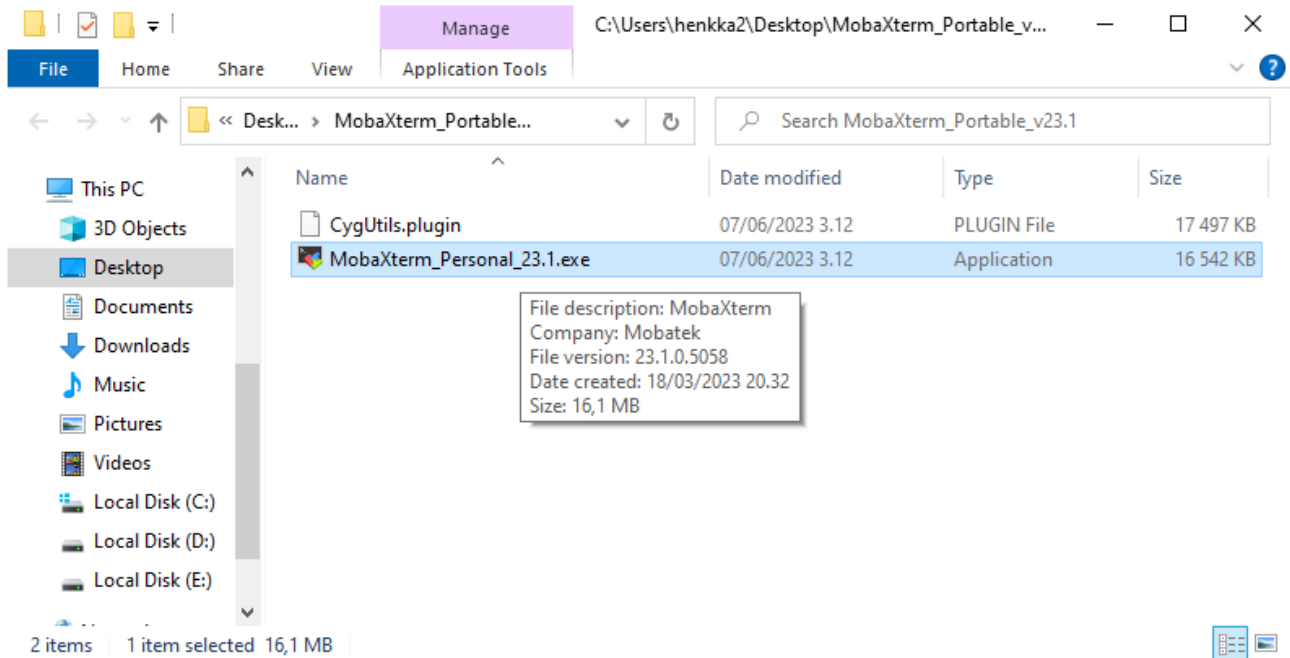 Manage
C:\Users\henkka2\Desktop\MobaXterm_Portable_v...
File Home Share View Application Tools
« Desk... › MobaXterm_Portable...
Search MobaXterm_Portable_v23.1
This PC
3D Objects
Desktop
Documents
Downloads
Music
Pictures
Videos
Local Disk (C:)
Local Disk (D:)
Local Disk (E:)
Name Date modified Type Size
CygUtils.plugin 07/06/2023 3.12 PLUGIN File 17 497 KB
MobaXterm_Personal_23.1.exe 07/06/2023 3.12 Application 16 542 KB
File description: MobaXterm
Company: Mobatek
File version: 23.1.0.5058
Date created: 18/03/2023 20.32
Size: 16,1 MB
2 items 1 item selected 16,1 MB